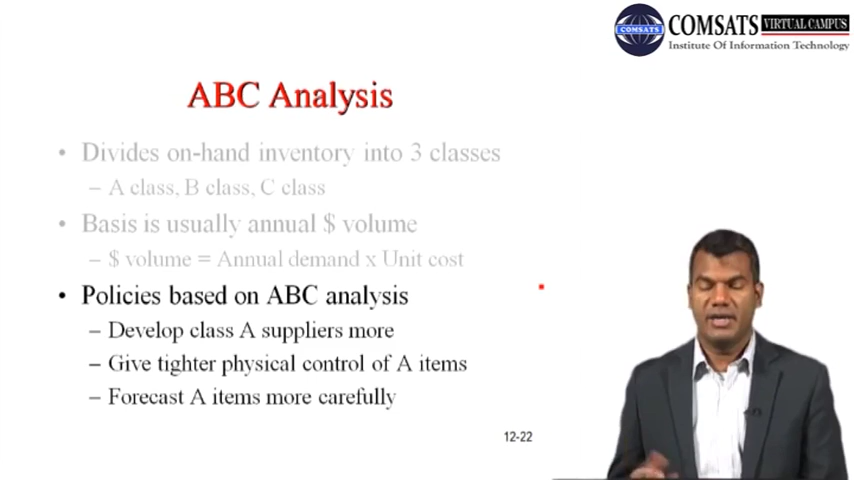 COMSATS VIRTUAL CAMPUS
COMSATS
Institute Of Information Technology
ABC Analysis
• Divides on-hand inventory into 3 classes
– A class, B class, C class
• Basis is usually annual $ volume
– $ volume = Annual demand x Unit cost
• Policies based on ABC analysis
– Develop class A suppliers more
– Give tighter physical control of A items
– Forecast A items more carefully
12-22